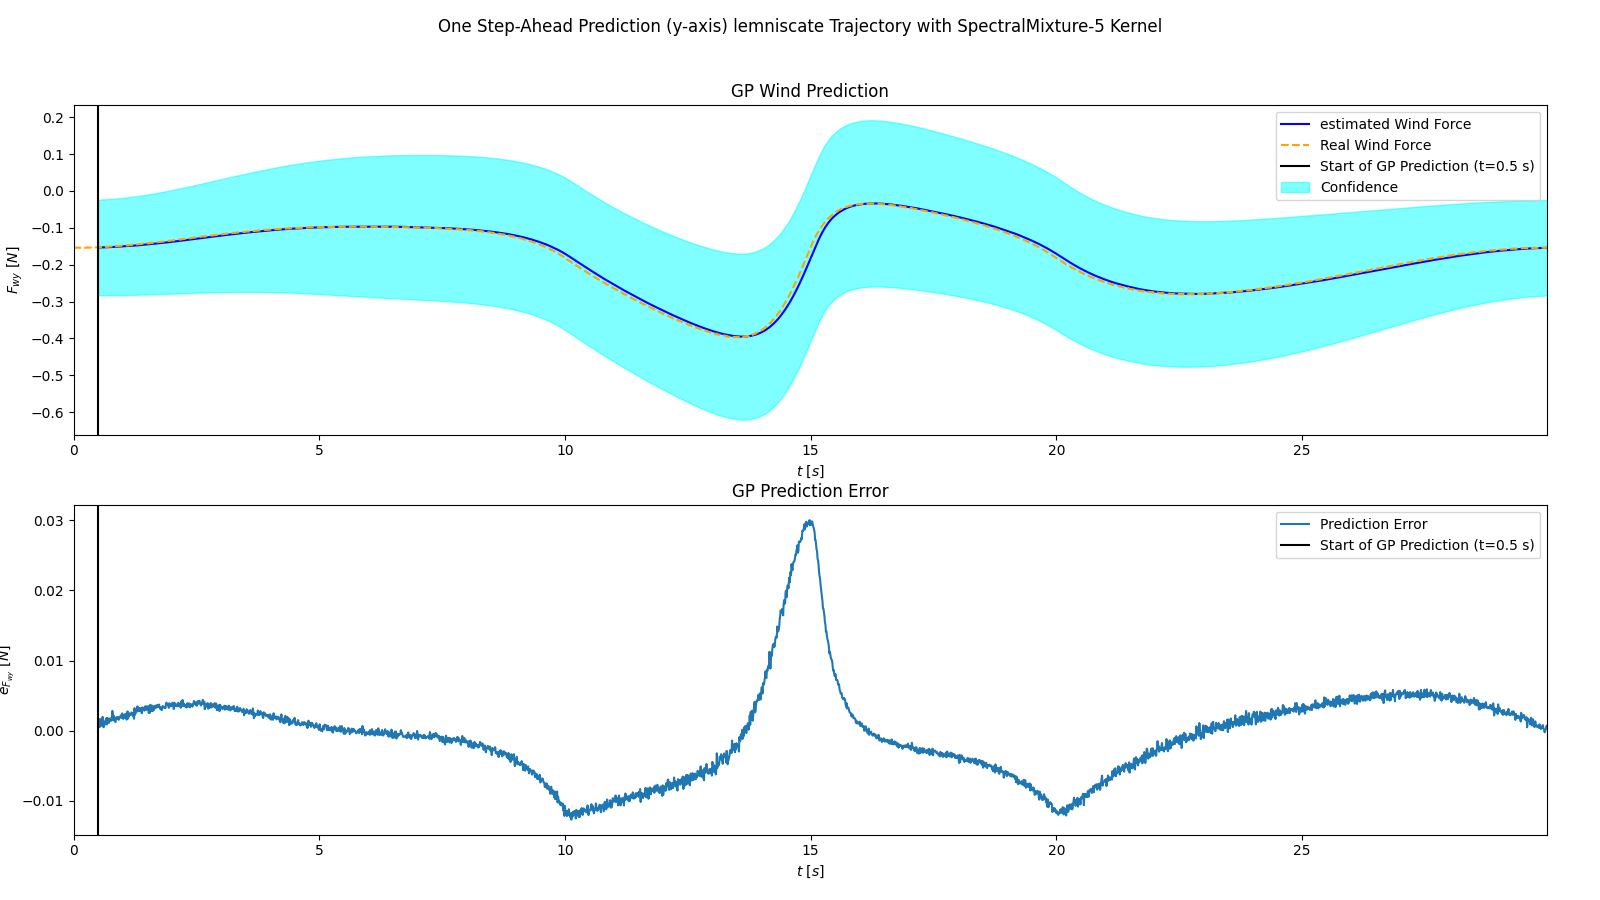 One Step-Ahead Prediction (y-axis) lemniscate Trajectory with SpectralMixture-5 Kernel
GP Wind Prediction
F_wy [N]
0.2
0.1
0.0
−0.1
−0.2
−0.3
−0.4
−0.5
−0.6
estimated Wind Force
Real Wind Force
Start of GP Prediction (t=0.5 s)
Confidence
0 5 10 15 20 25
t [s]
GP Prediction Error
e_F_wy [N]
0.03
0.02
0.01
0.00
−0.01
Prediction Error
Start of GP Prediction (t=0.5 s)
0 5 10 15 20 25
t [s]